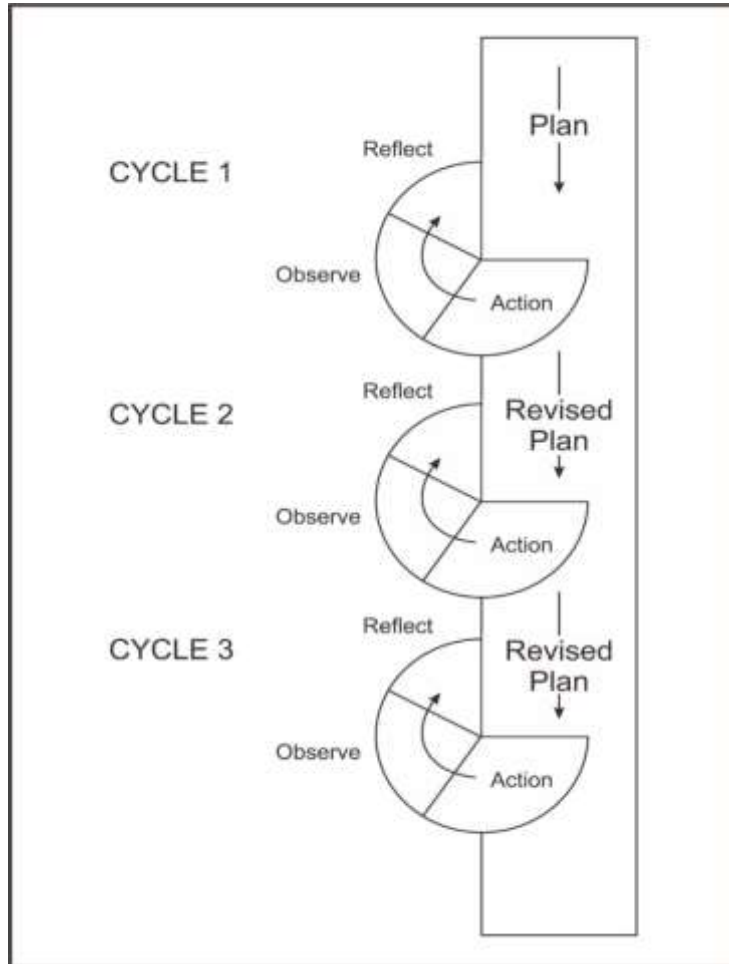 Plan
Reflect
CYCLE 1
Observe
Action
Reflect
CYCLE 2
Revised
Plan
Observe
Action
Reflect
CYCLE 3
Revised
Plan
Observe
Action